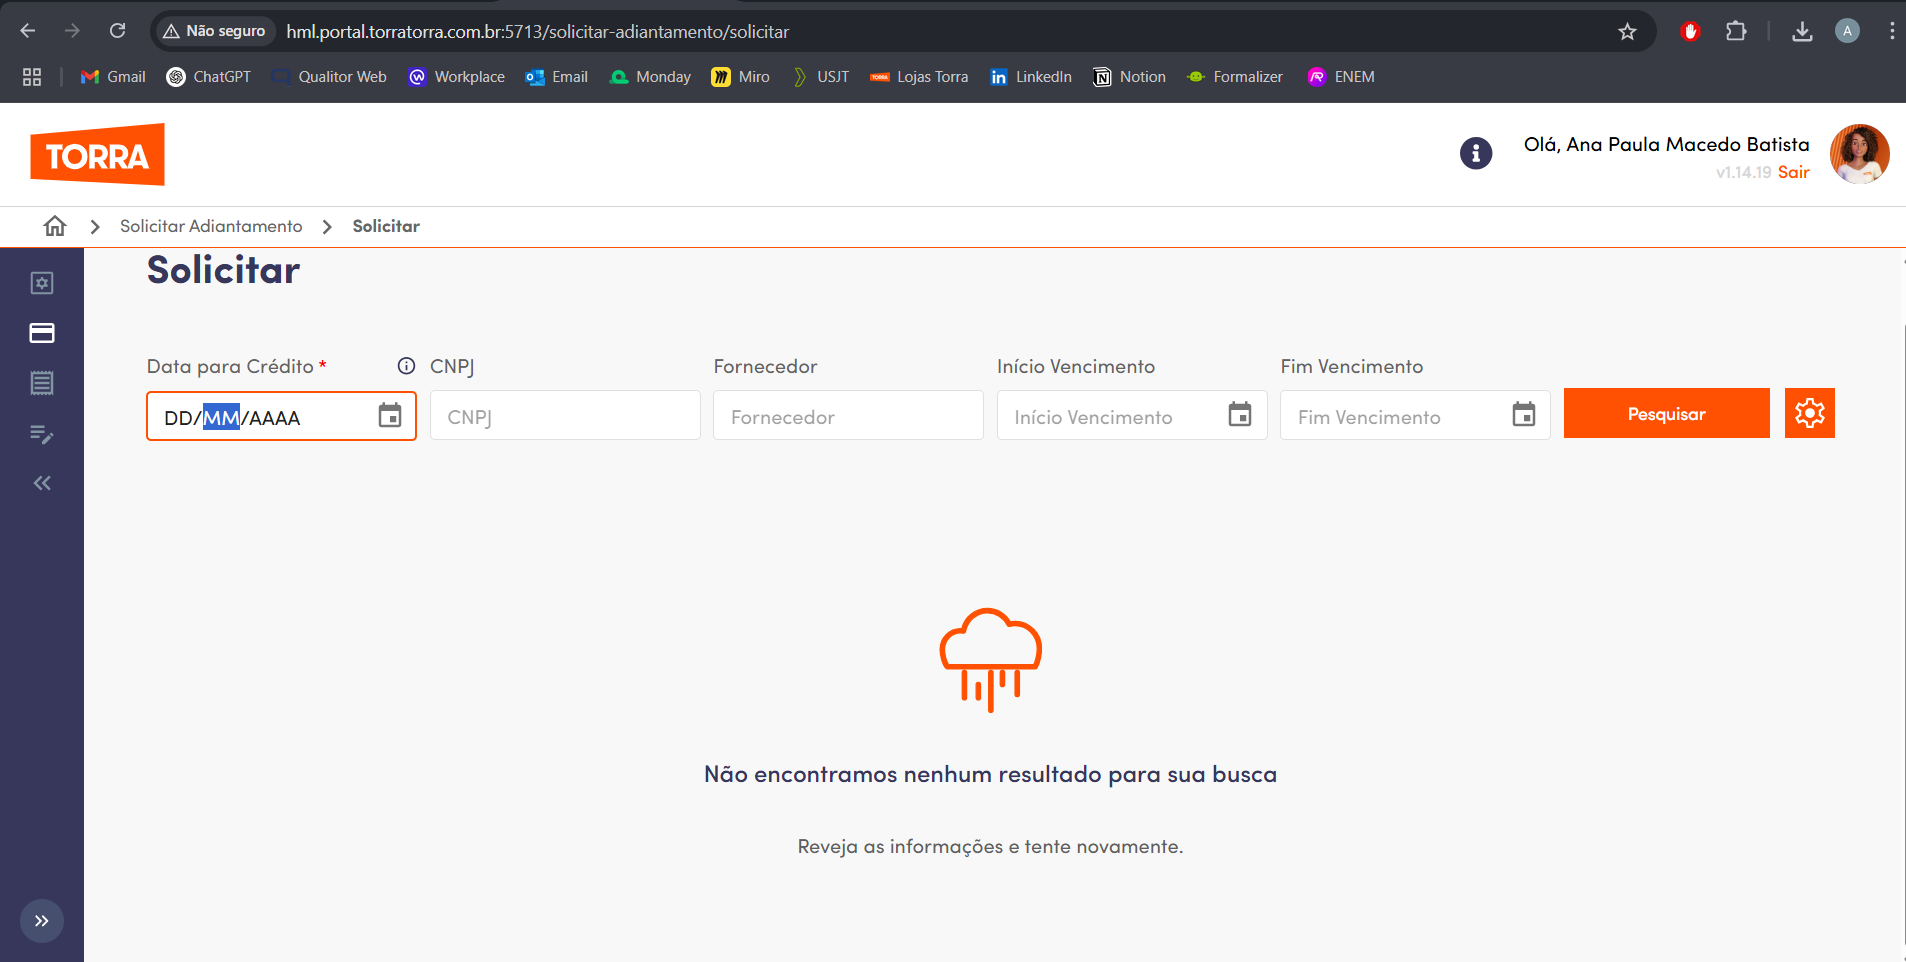 Não seguro
hml.portal.torratorra.com.br:5713/solicitar-adiantamento/solicitar
A
Gmail
ChatGPT
Qualitor Web
Workplace
Email
Monday
Miro
USJT
Lojas Torra
LinkedIn
Notion
Formalizer
ENEM
TORRA
Olá, Ana Paula Macedo Batista
v1.14.19 Sair
Solicitar Adiantamento
Solicitar
Solicitar
Data para Crédito *
CNPJ
Fornecedor
Início Vencimento
Fim Vencimento
DD/MM/AAAA
CNPJ
Fornecedor
Início Vencimento
Fim Vencimento
Pesquisar
Não encontramos nenhum resultado para sua busca
Reveja as informações e tente novamente.